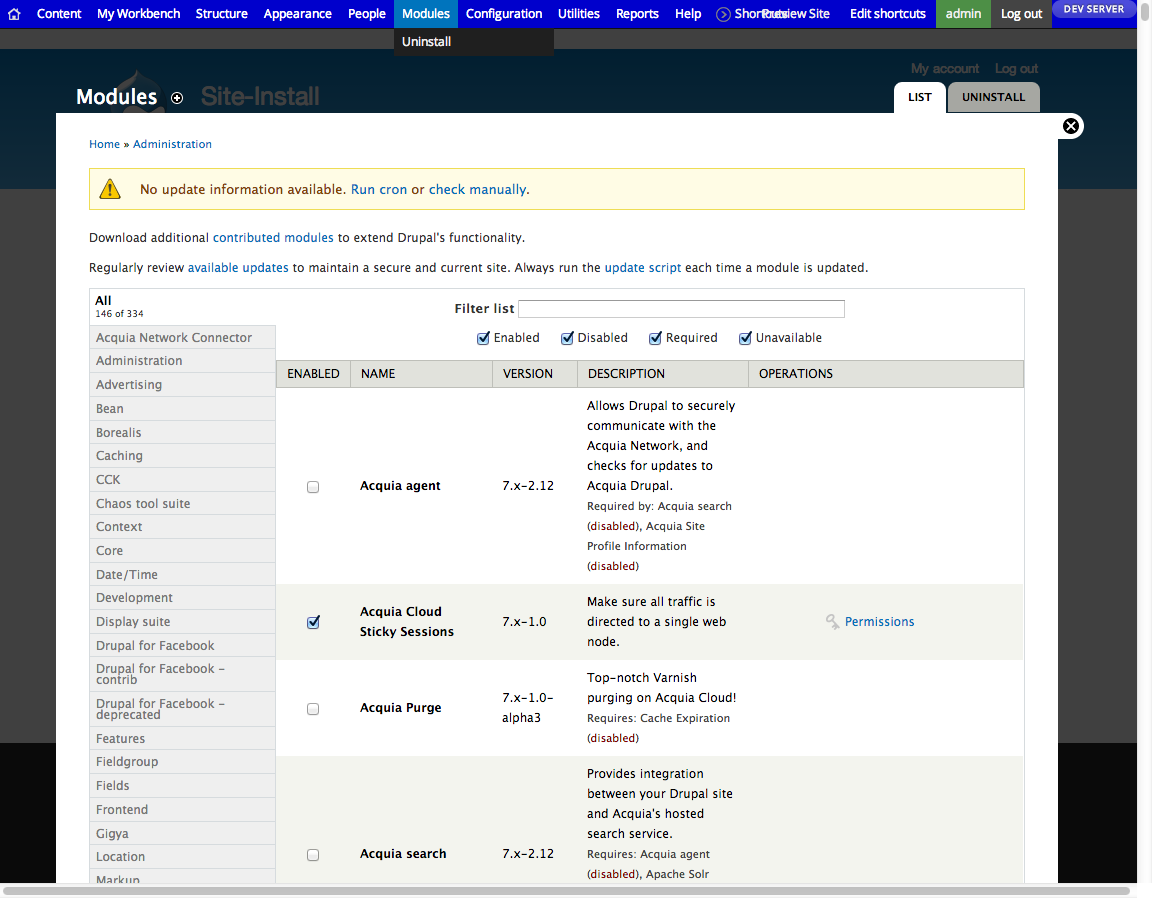 Content My Workbench Structure Appearance People Modules Configuration Utilities Reports Help Shortcuts Preview Site Edit shortcuts admin Log out DEV SERVER
Uninstall
My account Log out
Modules Site-Install
LIST UNINSTALL
Home » Administration
No update information available. Run cron or check manually.
Download additional contributed modules to extend Drupal's functionality.
Regularly review available updates to maintain a secure and current site. Always run the update script each time a module is updated.
All
146 of 334
Acquia Network Connector
Administration
Advertising
Bean
Borealis
Caching
CCK
Chaos tool suite
Context
Core
Date/Time
Development
Display suite
Drupal for Facebook
Drupal for Facebook -
contrib
Drupal for Facebook -
deprecated
Features
Fieldgroup
Fields
Frontend
Gigya
Location
Markup
Filter list
Enabled Disabled Required Unavailable
ENABLED NAME VERSION DESCRIPTION OPERATIONS
Acquia agent
7.x-2.12
Allows Drupal to securely
communicate with the
Acquia Network, and
checks for updates to
Acquia Drupal.
Required by: Acquia search
(disabled), Acquia Site
Profile Information
(disabled)
Acquia Cloud
Sticky Sessions
7.x-1.0
Make sure all traffic is
directed to a single web
node.
Permissions
Acquia Purge
7.x-1.0-
alpha3
Top-notch Varnish
purging on Acquia Cloud!
Requires: Cache Expiration
(disabled)
Acquia search
7.x-2.12
Provides integration
between your Drupal site
and Acquia's hosted
search service.
Requires: Acquia agent
(disabled), Apache Solr